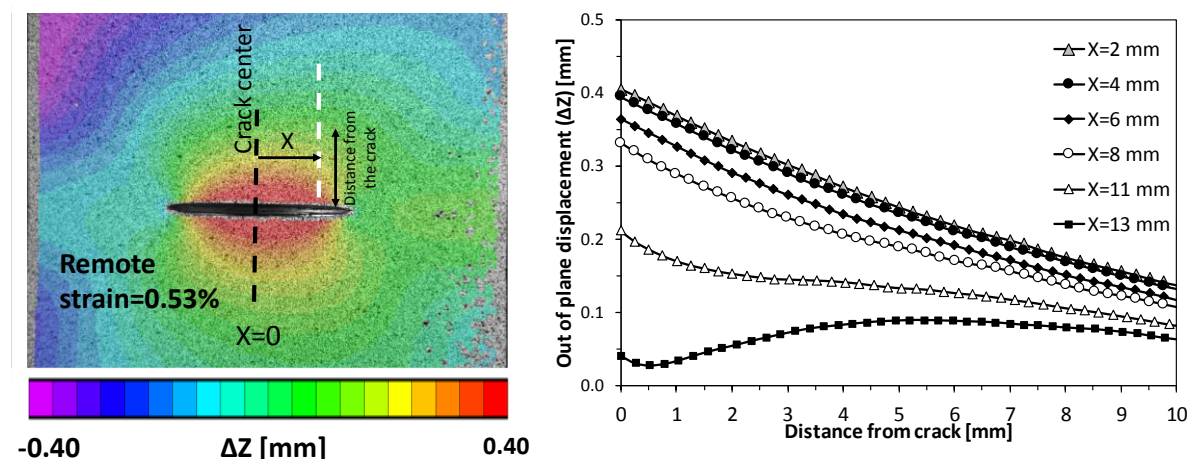 Crack center
X
Distance from
the crack
Remote
strain=0.53%
X=0
-0.40
ΔZ [mm]
0.40
Out of plane displacement (ΔZ) [mm]
0.5
0.4
0.3
0.2
0.1
0.0
X=2 mm
X=4 mm
X=6 mm
X=8 mm
X=11 mm
X=13 mm
0 1 2 3 4 5 6 7 8 9 10
Distance from crack [mm]